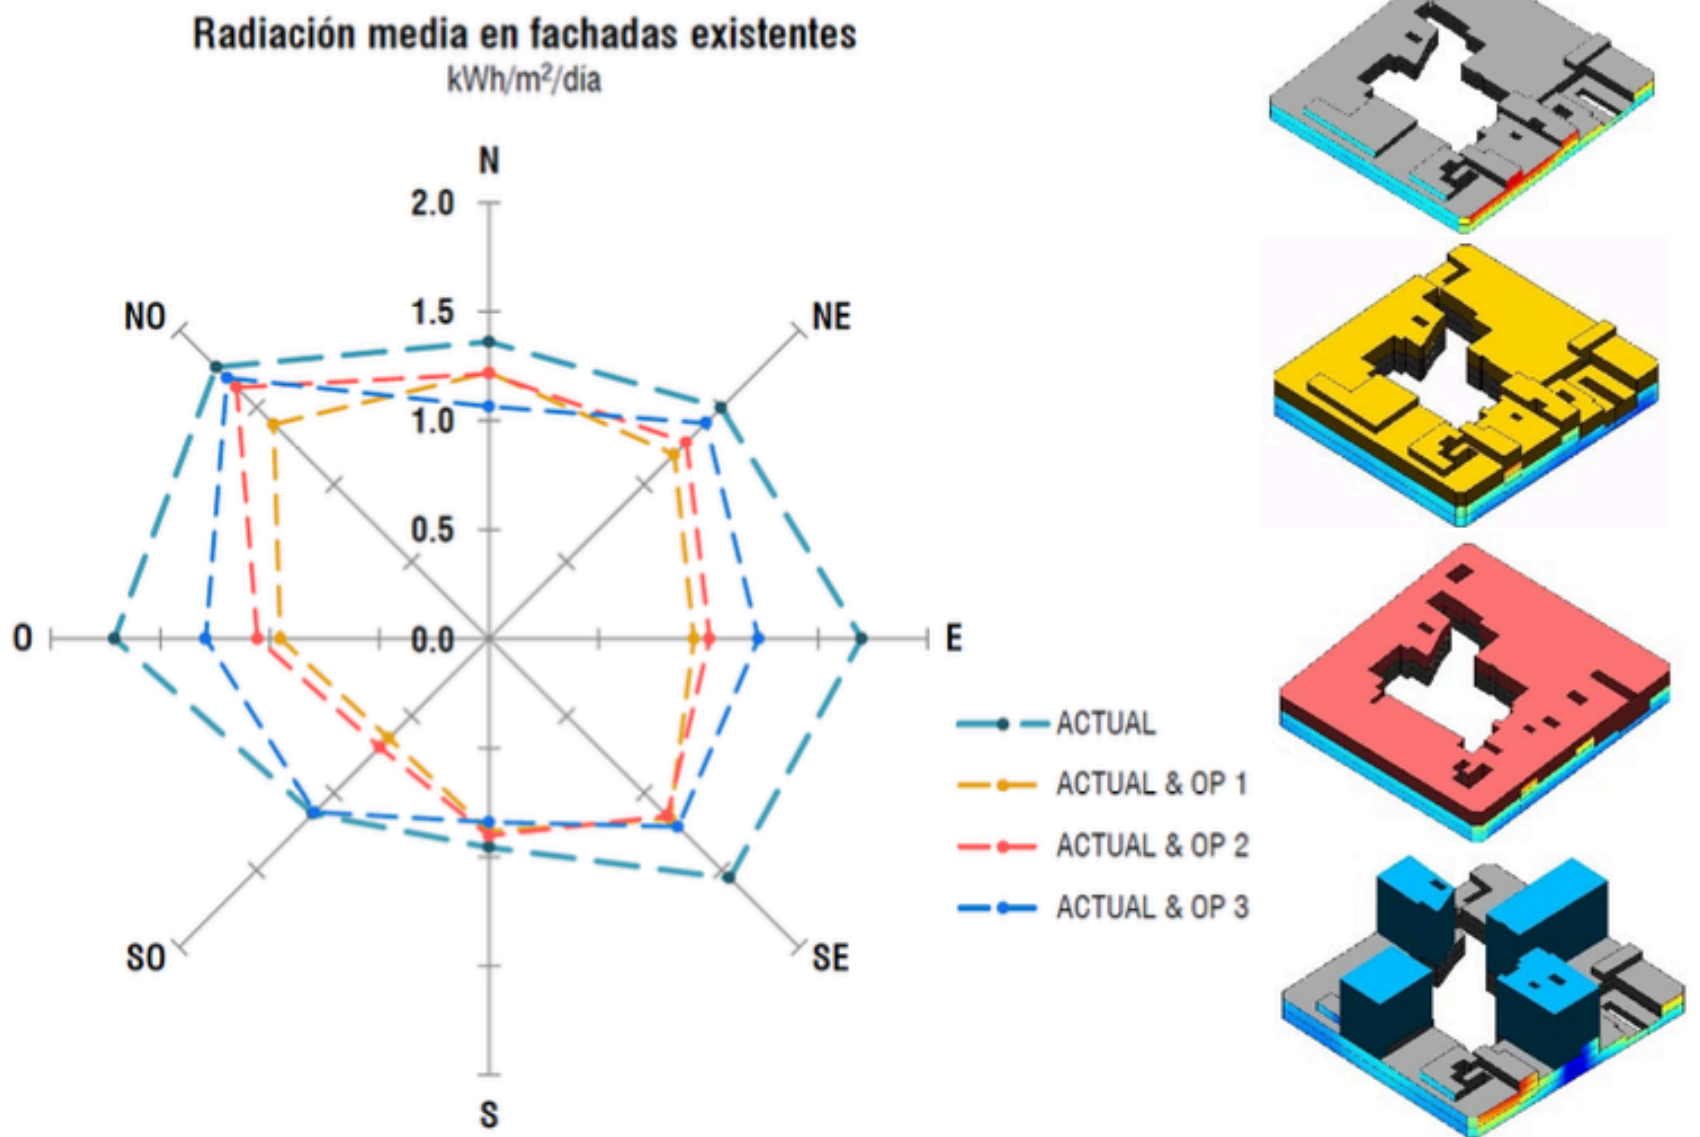 Radiación media en fachadas existentes
kWh/m²/día
N
2.0
NO
1.5
NE
1.0
0.5
O
0.0
E
ACTUAL
ACTUAL & OP 1
ACTUAL & OP 2
ACTUAL & OP 3
SO
SE
S